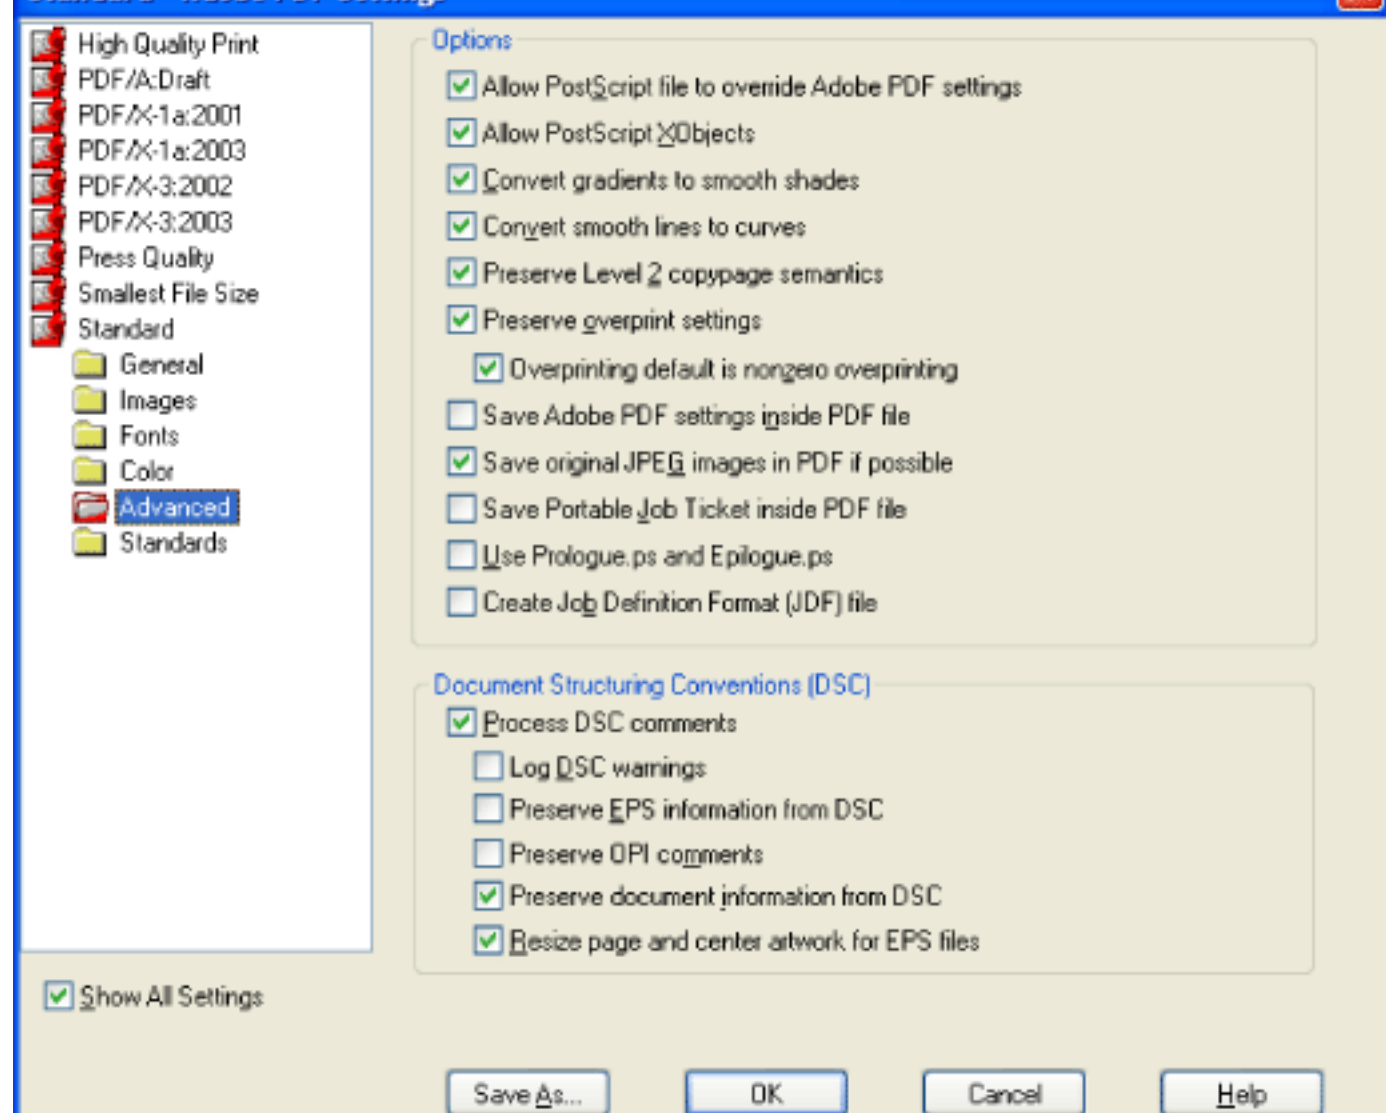 High Quality Print
PDF/A:Draft
PDF/X-1a:2001
PDF/X-1a:2003
PDF/X-3:2002
PDF/X-3:2003
Press Quality
Smallest File Size
Standard
General
Images
Fonts
Color
Advanced
Standards
Show All Settings
Options
Allow PostScript file to override Adobe PDF settings
Allow PostScript XObjects
Convert gradients to smooth shades
Convert smooth lines to curves
Preserve Level 2 copypage semantics
Preserve overprint settings
Overprinting default is nonzero overprinting
Save Adobe PDF settings inside PDF file
Save original JPEG images in PDF if possible
Save Portable Job Ticket inside PDF file
Use Prologue.ps and Epilogue.ps
Create Job Definition Format (JDF) file
Document Structuring Conventions (DSC)
Process DSC comments
Log DSC warnings
Preserve EPS information from DSC
Preserve OPI comments
Preserve document information from DSC
Resize page and center artwork for EPS files
Save As...
OK
Cancel
Help